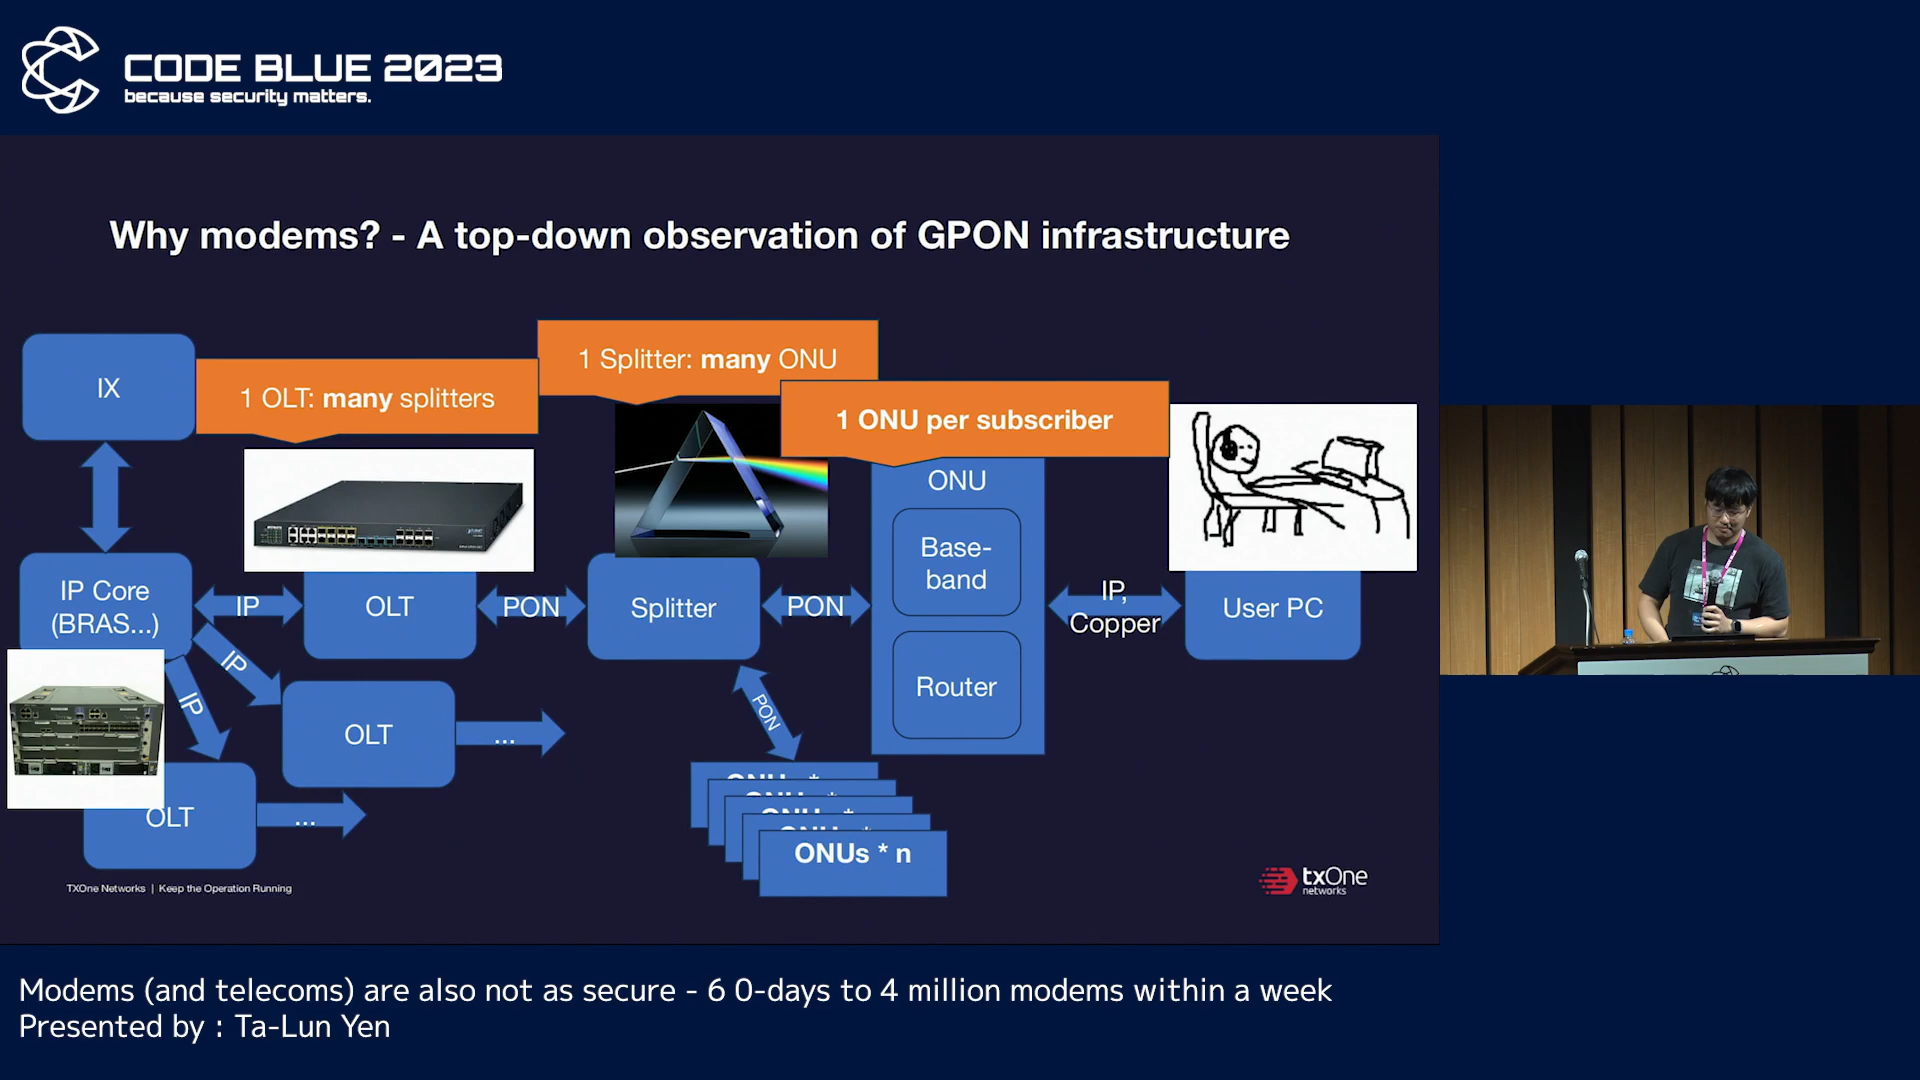 CODE BLUE 2023
because security matters.
Why modems? - A top-down observation of GPON infrastructure
IX
1 OLT: many splitters
1 Splitter: many ONU
1 ONU per subscriber
ONU
Base-
band
Router
IP Core
(BRAS...)
IP
OLT
PON
Splitter
PON
IP,
Copper
User PC
IP
IP
OLT
...
OLT
...
PON
ONUs * n
TXOne Networks | Keep the Operation Running
txOne
networks
Modems (and telecoms) are also not as secure - 6 0-days to 4 million modems within a week
Presented by : Ta-Lun Yen